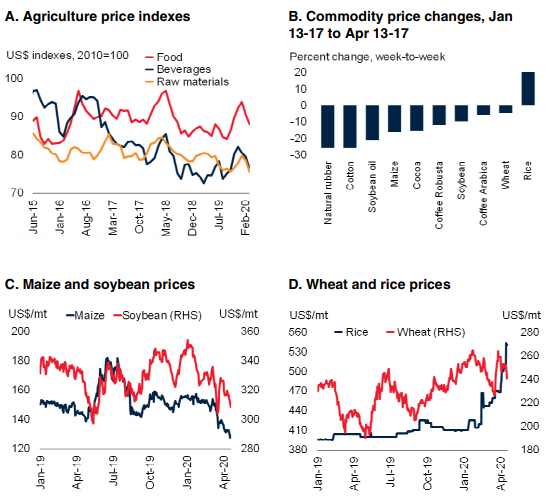 A. Agriculture price indexes
US$ indexes, 2010=100
Food
Beverages
Raw materials
100
90
80
70
Jun-15
Jan-16
Aug-16
Mar-17
Oct-17
May-18
Dec-18
Jul-19
Feb-20
B. Commodity price changes, Jan
13-17 to Apr 13-17
Percent change, week-to-week
20
10
0
-10
-20
-30
Natural rubber
Cotton
Soybean oil
Maize
Cocoa
Coffee Robusta
Soybean
Coffee Arabica
Wheat
Rice
C. Maize and soybean prices
US$/mt
Maize
Soybean (RHS)
US$/mt
200
180
160
140
120
360
340
320
300
280
Jan-19
Apr-19
Jul-19
Oct-19
Jan-20
Apr-20
D. Wheat and rice prices
US$/mt
US$/mt
Rice
Wheat (RHS)
560
530
500
470
440
410
380
280
260
240
220
200
180
Jan-19
Apr-19
Jul-19
Oct-19
Jan-20
Apr-20